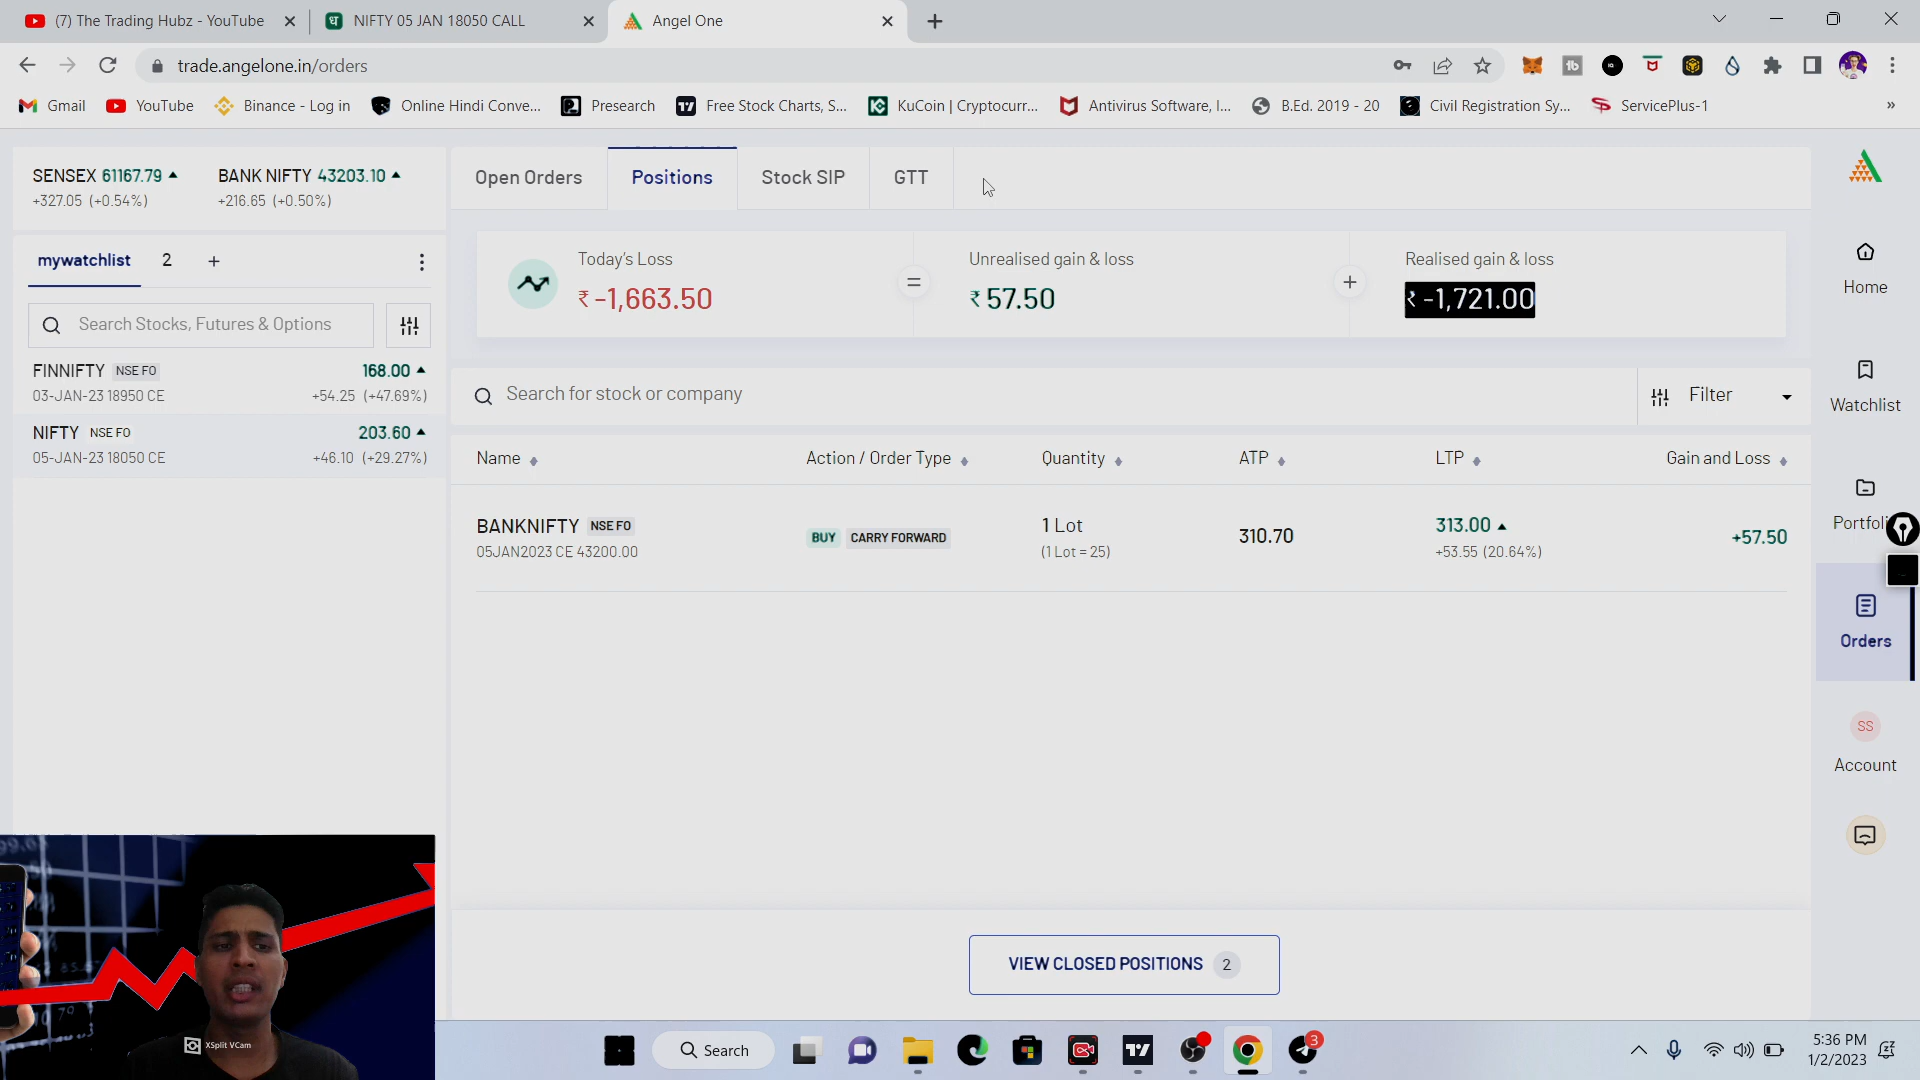 (7) The Trading Hubz - YouTube
NIFTY 05 JAN 18050 CALL
Angel One
trade.angelone.in/orders
Gmail
YouTube
Binance - Log in
Online Hindi Conve...
Presearch
Free Stock Charts, S...
KuCoin | Cryptocurr...
Antivirus Software, I...
B.Ed. 2019 - 20
Civil Registration Sy...
ServicePlus-1
»
SENSEX 61167.79
+327.05 (+0.54%)
BANK NIFTY 43203.10
+216.65 (+0.50%)
mywatchlist
2
+
Search Stocks, Futures & Options
FINNIFTY NSE FO 168.00
03-JAN-23 18950 CE +54.25 (+47.69%)
NIFTY NSE FO 203.60
05-JAN-23 18050 CE +46.10 (+29.27%)
Open Orders
Positions
Stock SIP
GTT
Today's Loss
₹ -1,663.50
=
Unrealised gain & loss
₹ 57.50
+
Realised gain & loss
₹ -1,721.00
Search for stock or company
Filter
Name
Action / Order Type
Quantity
ATP
LTP
Gain and Loss
BANKNIFTY NSE FO
05JAN2023 CE 43200.00
BUY CARRY FORWARD
1 Lot
(1 Lot = 25)
310.70
313.00
+53.55 (20.64%)
+57.50
VIEW CLOSED POSITIONS 2
Home
Watchlist
Portfoli
Orders
SS
Account
XSplit VCam
Search
3
5:36 PM
1/2/2023